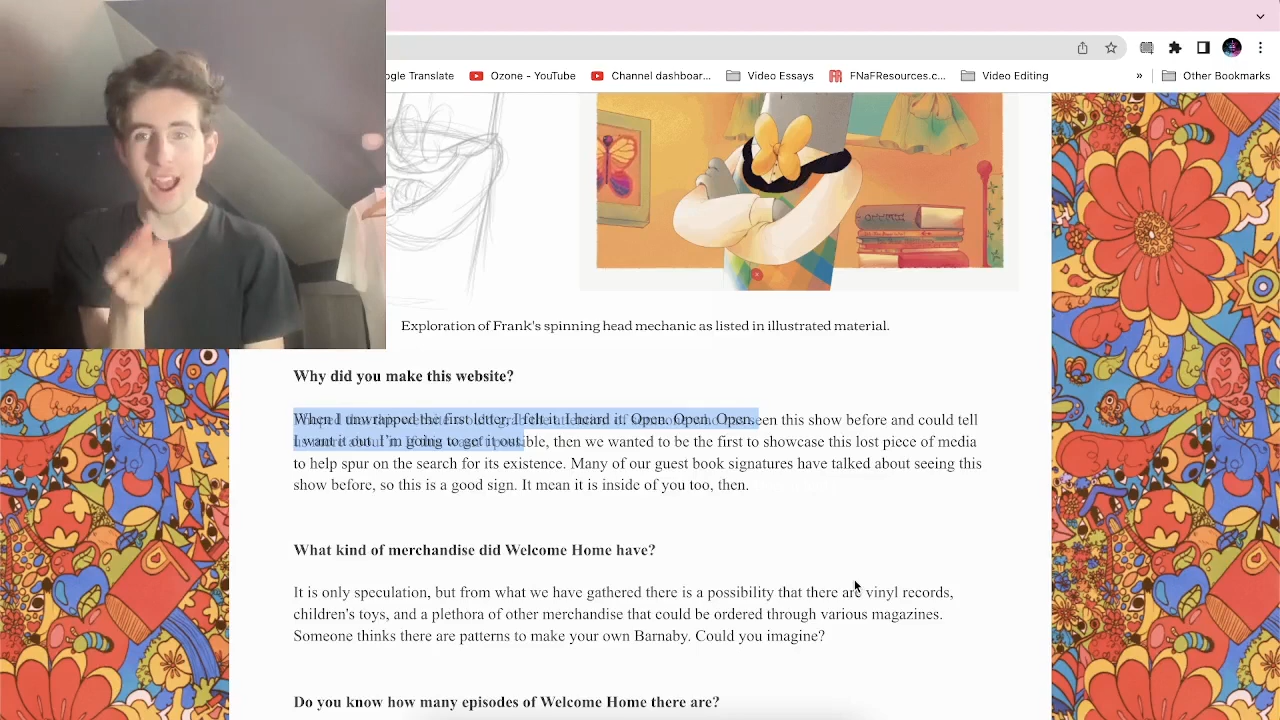 ogle Translate Ozone - YouTube Channel dashboar... Video Essays FNaFResources.c... Video Editing » Other Bookmarks
Exploration of Frank's spinning head mechanic as listed in illustrated material.
Why did you make this website?
When I unwrapped the first letter, I felt it. I heard it. Open. Open. Open. seen this show before and could tell
I want it out. I'm going to get it out. ble, then we wanted to be the first to showcase this lost piece of media
to help spur on the search for its existence. Many of our guest book signatures have talked about seeing this
show before, so this is a good sign. It mean it is inside of you too, then.
What kind of merchandise did Welcome Home have?
It is only speculation, but from what we have gathered there is a possibility that there are vinyl records,
children's toys, and a plethora of other merchandise that could be ordered through various magazines.
Someone thinks there are patterns to make your own Barnaby. Could you imagine?
Do you know how many episodes of Welcome Home there are?